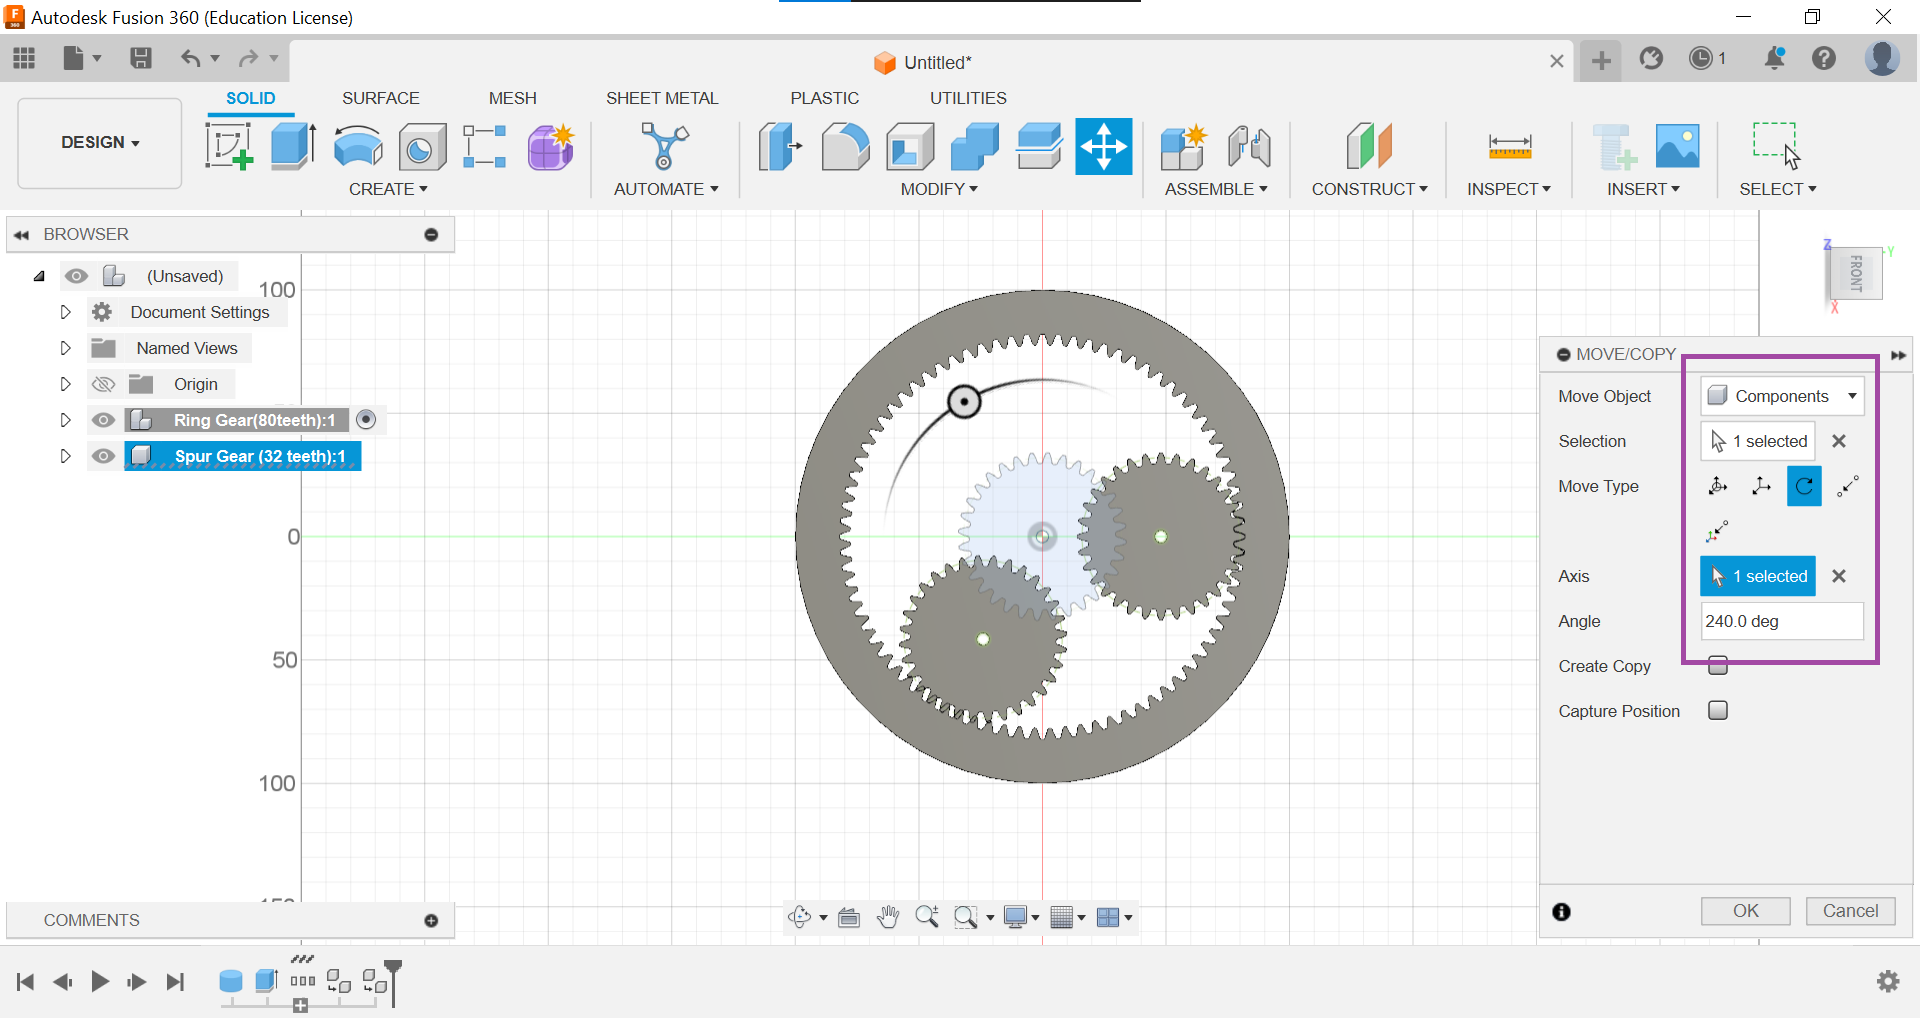 Autodesk Fusion 360 (Education License)
Untitled*
1
SOLID
SURFACE
MESH
SHEET METAL
PLASTIC
UTILITIES
DESIGN
CREATE
AUTOMATE
MODIFY
ASSEMBLE
CONSTRUCT
INSPECT
INSERT
SELECT
BROWSER
(Unsaved)
Document Settings
Named Views
Origin
Ring Gear(80teeth):1
Spur Gear (32 teeth):1
100
0
50
100
Z
Y
FRONT
X
MOVE/COPY
Move Object
Components
Selection
1 selected
Move Type
Axis
1 selected
Angle
240.0 deg
Create Copy
Capture Position
OK
Cancel
COMMENTS